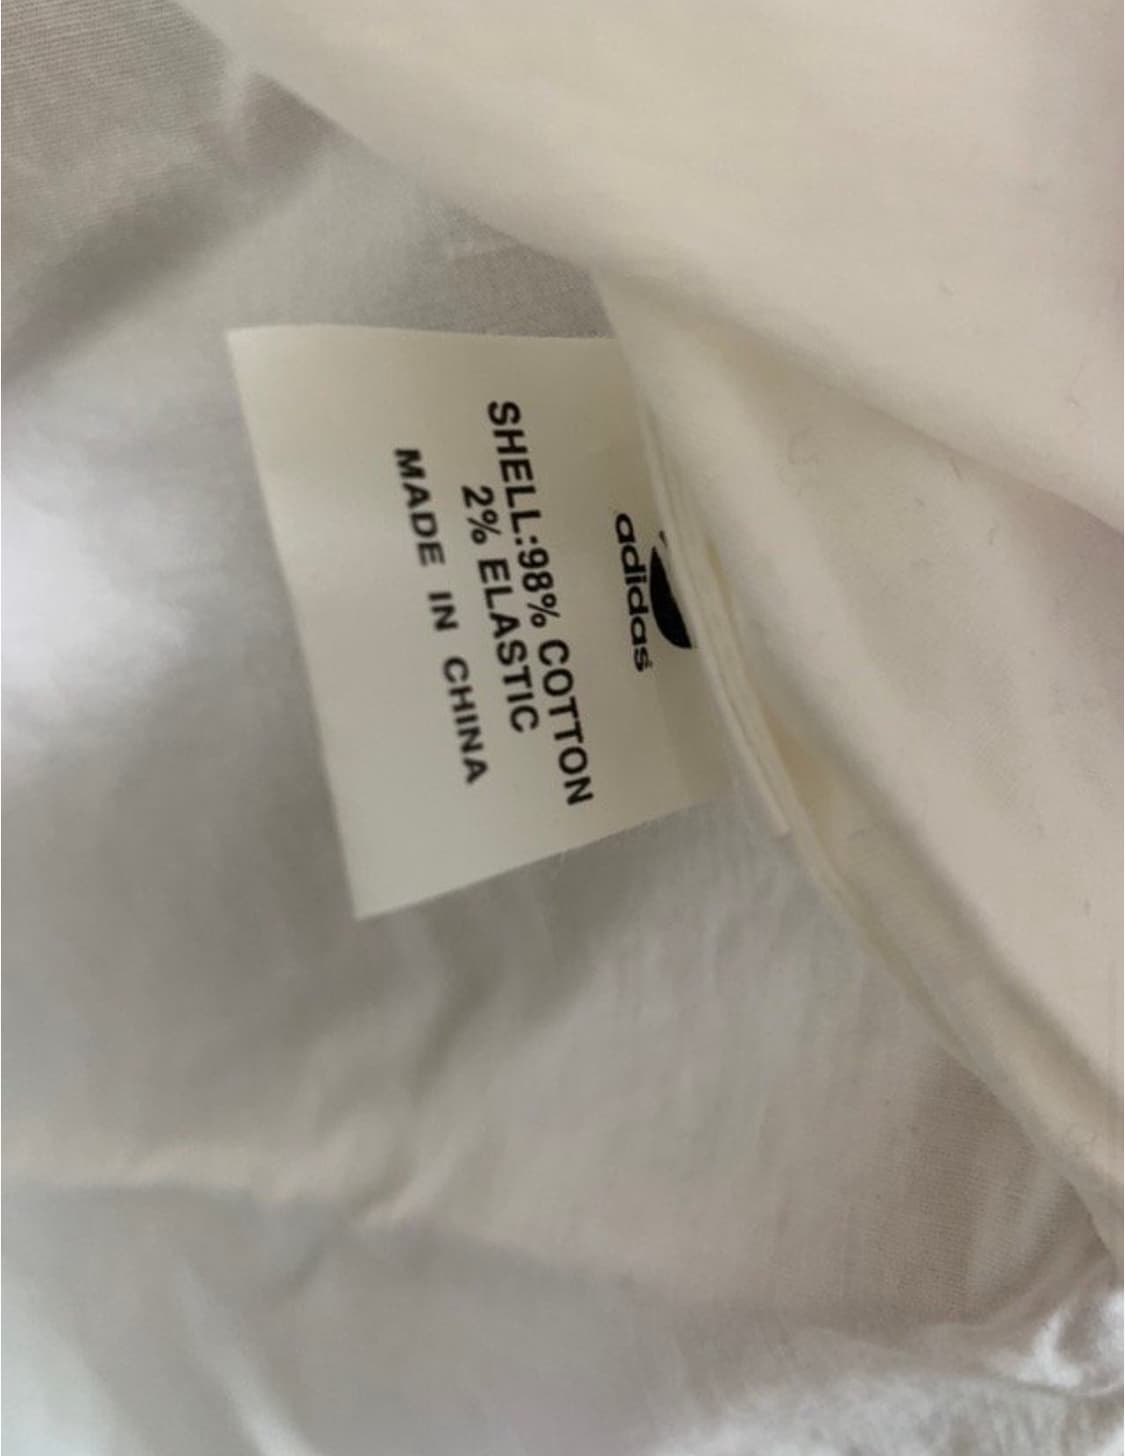 adidas
SHELL:98% COTTON
2% ELASTIC
MADE IN CHINA